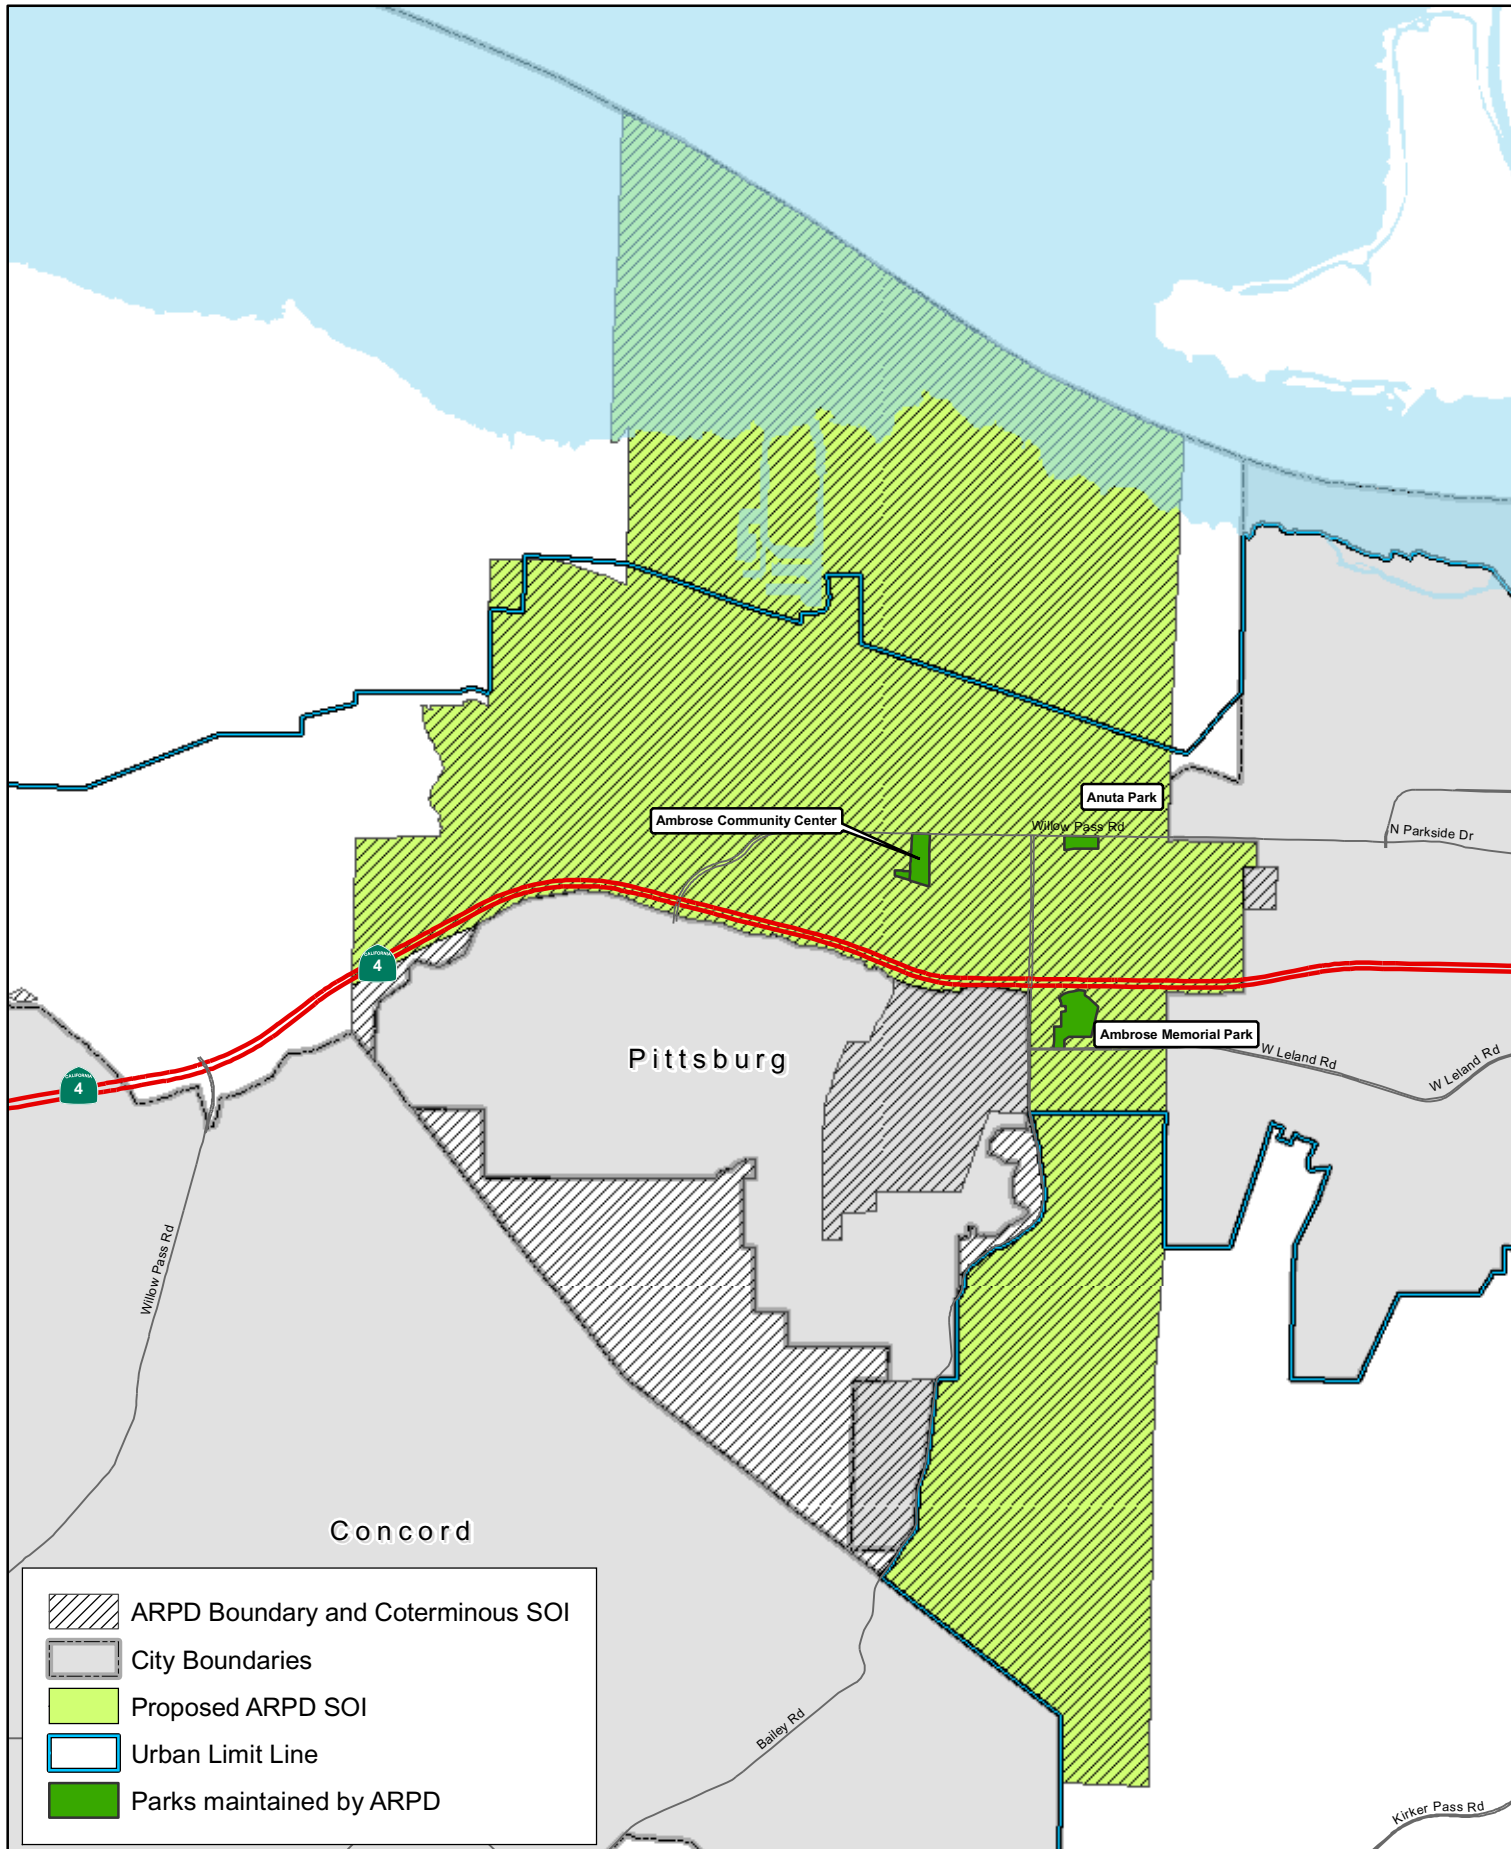 Anuta Park
Ambrose Community Center
Willow Pass Rd
N Parkside Dr
CALIFORNIA
4
Ambrose Memorial Park
W Leland Rd
W Leland Rd
Pittsburg
CALIFORNIA
4
Willow Pass Rd
Concord
ARPD Boundary and Coterminous SOI
City Boundaries
Proposed ARPD SOI
Urban Limit Line
Parks maintained by ARPD
Bailey Rd
Kirker Pass Rd